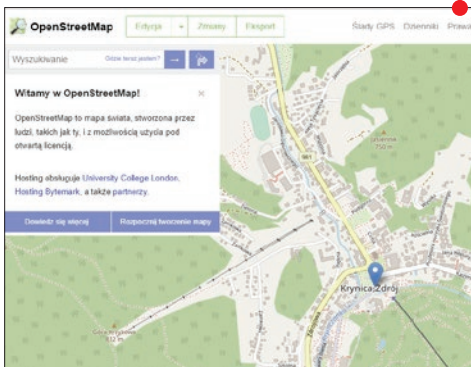 OpenStreetMap
Edycja
Zmiany
Eksport
Ślady GPS
Dzienniki
Prawa
Wyszukiwanie
Gdzie teraz jestem?
Witamy w OpenStreetMap!
OpenStreetMap to mapa świata, stworzona przez
ludzi, takich jak ty, i z możliwością użycia pod
otwartą licencją.
Hosting obsługuje University College London,
Hosting Bytemark, a także partnerzy.
Dowiedz się więcej
Rozpocznij tworzenie mapy
981
Krynica-Zdrój